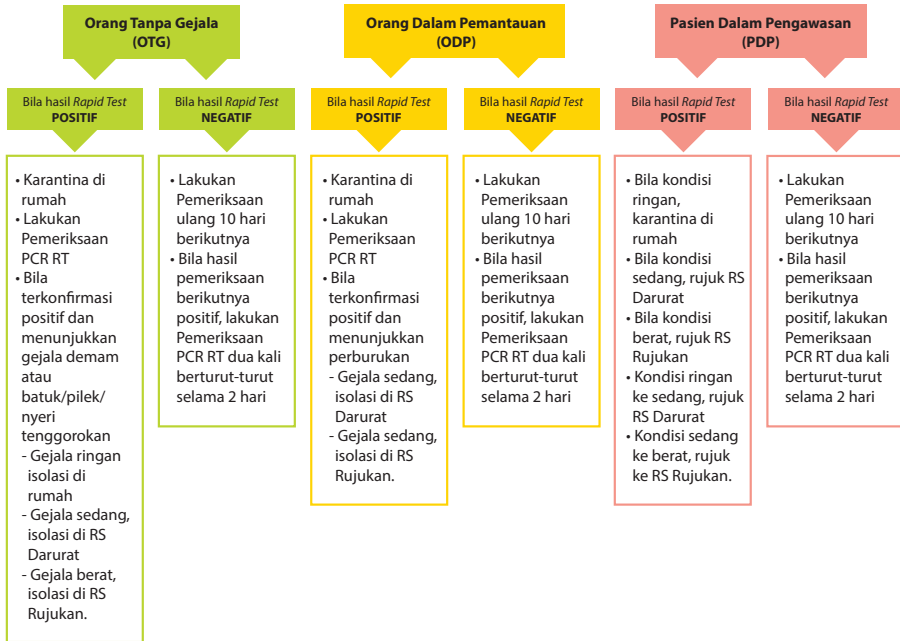 Orang Tanpa Gejala
(OTG)
Bila hasil Rapid Test
POSITIF
• Karantina di
rumah
• Lakukan
Pemeriksaan
PCR RT
• Bila
terkonfirmasi
positif dan
menunjukkan
gejala demam
atau
batuk/pilek/
nyeri
tenggorokan
- Gejala ringan
isolasi di
rumah
- Gejala sedang,
isolasi di RS
Darurat
- Gejala berat,
isolasi di RS
Rujukan.
Bila hasil Rapid Test
NEGATIF
• Lakukan
Pemeriksaan
ulang 10 hari
berikutnya
• Bila hasil
pemeriksaan
berikutnya
positif, lakukan
Pemeriksaan
PCR RT dua kali
berturut-turut
selama 2 hari
Orang Dalam Pemantauan
(ODP)
Bila hasil Rapid Test
POSITIF
• Karantina di
rumah
• Lakukan
Pemeriksaan
PCR RT
• Bila
terkonfirmasi
positif dan
menunjukkan
perburukan
- Gejala sedang,
isolasi di RS
Darurat
- Gejala sedang,
isolasi di RS
Rujukan.
Bila hasil Rapid Test
NEGATIF
• Lakukan
Pemeriksaan
ulang 10 hari
berikutnya
• Bila hasil
pemeriksaan
berikutnya
positif, lakukan
Pemeriksaan
PCR RT dua kali
berturut-turut
selama 2 hari
Pasien Dalam Pengawasan
(PDP)
Bila hasil Rapid Test
POSITIF
• Bila kondisi
ringan,
karantina di
rumah
• Bila kondisi
sedang, rujuk RS
Darurat
• Bila kondisi
berat, rujuk RS
Rujukan
• Kondisi ringan
ke sedang, rujuk
RS Darurat
• Kondisi sedang
ke berat, rujuk
ke RS Rujukan.
Bila hasil Rapid Test
NEGATIF
• Lakukan
Pemeriksaan
ulang 10 hari
berikutnya
• Bila hasil
pemeriksaan
berikutnya
positif, lakukan
Pemeriksaan
PCR RT dua kali
berturut-turut
selama 2 hari